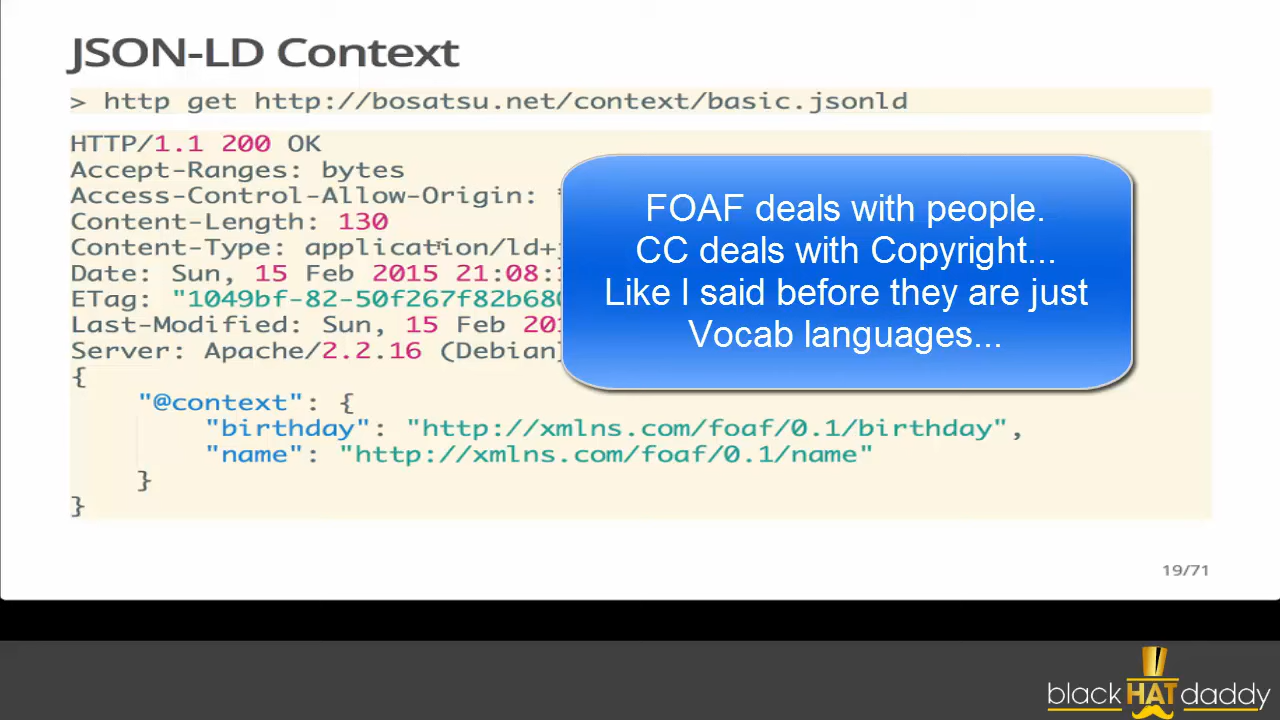 JSON-LD Context
> http get http://bosatsu.net/context/basic.jsonld
HTTP/1.1 200 OK
Accept-Ranges: bytes
Access-Control-Allow-Origin:
Content-Length: 130
Content-Type: application/ld+
Date: Sun, 15 Feb 2015 21:08:
ETag: "1049bf-82-50f267f82b680
Last-Modified: Sun, 15 Feb 201
Server: Apache/2.2.16 (Debian)
FOAF deals with people.
CC deals with Copyright...
Like I said before they are just
Vocab languages...
{
"@context": {
"birthday": "http://xmlns.com/foaf/0.1/birthday",
"name": "http://xmlns.com/foaf/0.1/name"
}
}
19/71
blackHATdaddy